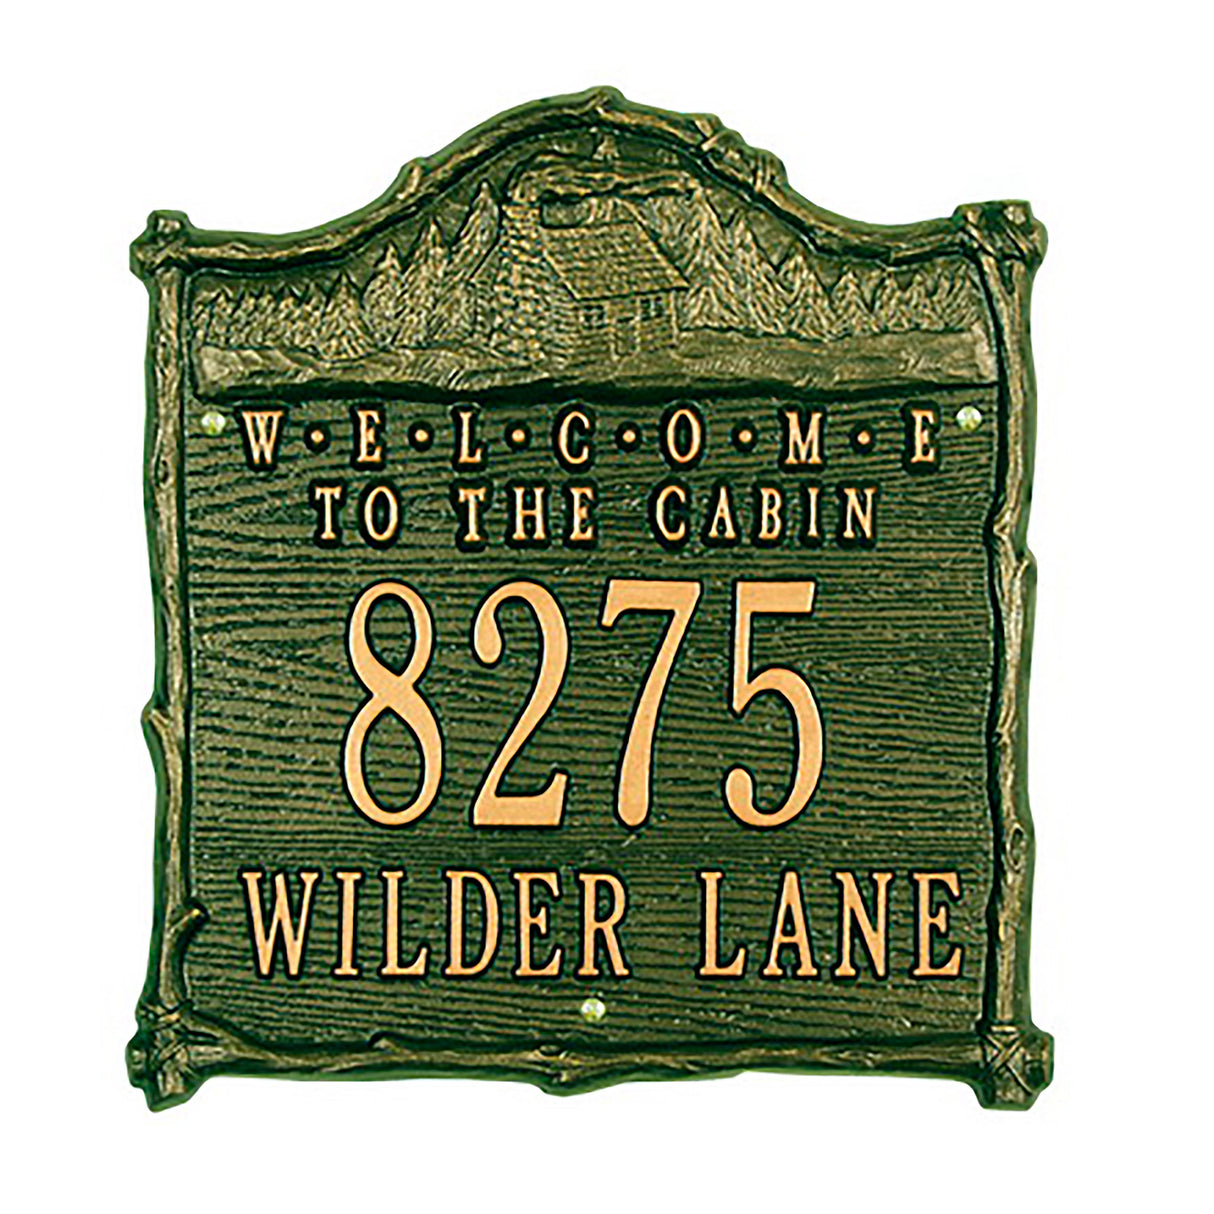 W•E•L•C•O•M•E
TO THE CABIN
8275
WILDER LANE